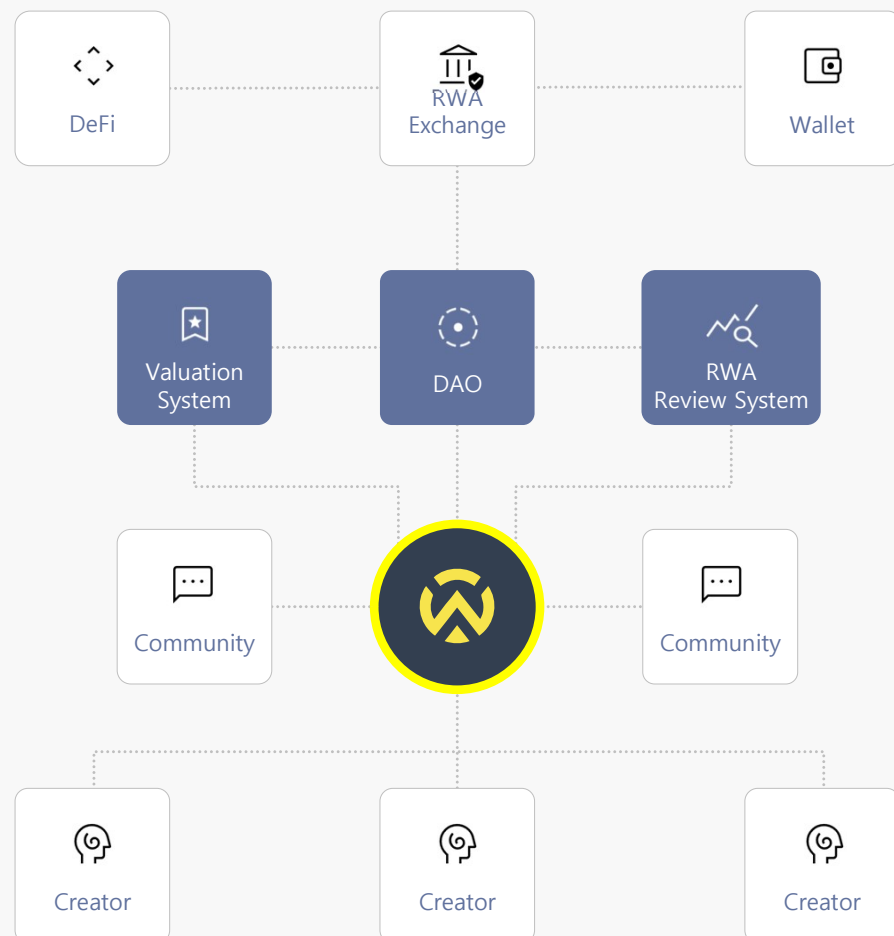 DeFi
RWA
Exchange
Wallet
Valuation
System
DAO
RWA
Review System
Community
Community
Creator
Creator
Creator